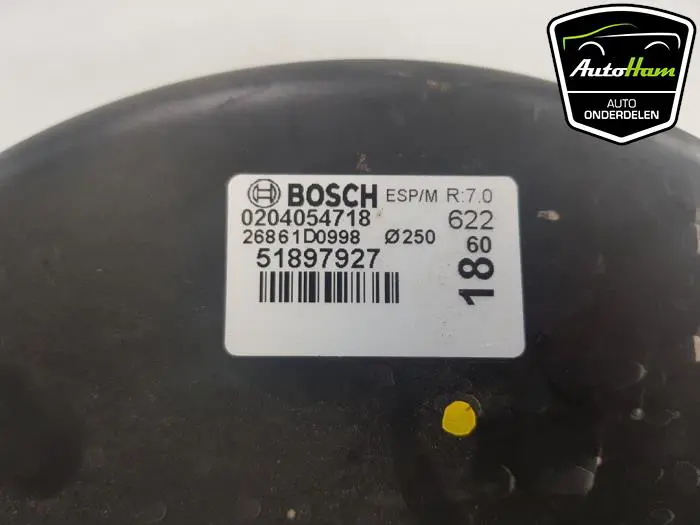 AutoHam
AUTO
ONDERDELEN
BOSCH ESP/M R:7.0
0204054718 622
26861D0998 Ø250 60
51897927 18